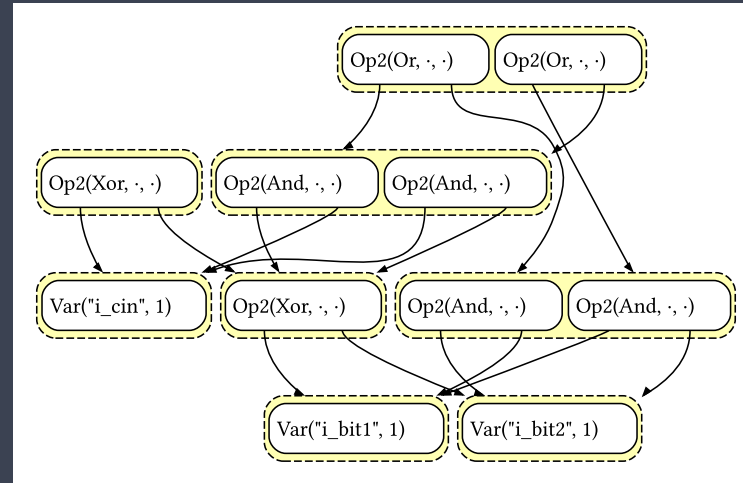 Op2(Or, ·, ·) Op2(Or, ·, ·)
Op2(Xor, ·, ·) Op2(And, ·, ·) Op2(And, ·, ·)
Var("i_cin", 1) Op2(Xor, ·, ·) Op2(And, ·, ·) Op2(And, ·, ·)
Var("i_bit1", 1) Var("i_bit2", 1)